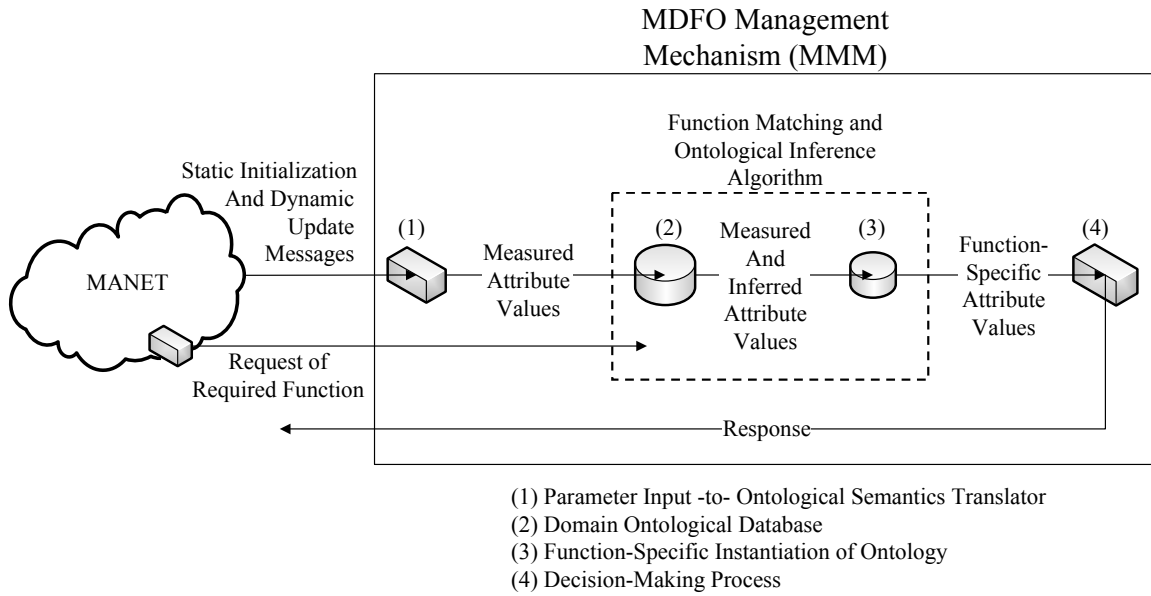 MDFO Management
Mechanism (MMM)
Function Matching and
Ontological Inference
Algorithm
Static Initialization
And Dynamic
Update
Messages
(1)
(2)
(3)
(4)
MANET
Measured
Attribute
Values
Measured
And
Inferred
Attribute
Values
Function-
Specific
Attribute
Values
Request of
Required Function
Response
(1) Parameter Input -to- Ontological Semantics Translator
(2) Domain Ontological Database
(3) Function-Specific Instantiation of Ontology
(4) Decision-Making Process